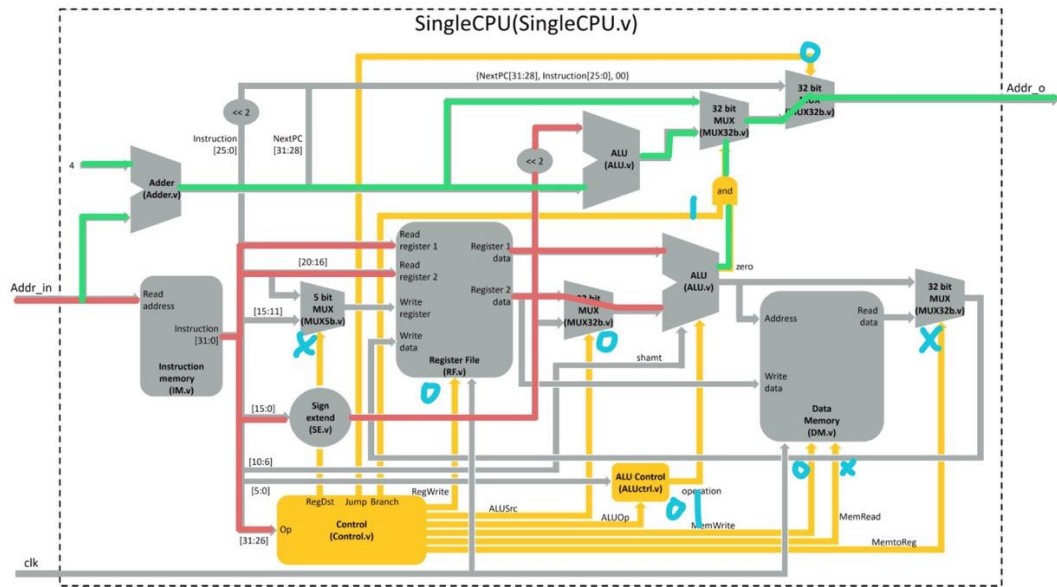 SingleCPU(SingleCPU.v)
0
{NextPC[31:28], Instruction[25:0], 00}
32 bit
MUX
(MUX32b.v)
Addr_o
32 bit
MUX
(MUX32b.v)
<< 2
Instruction
[25:0]
NextPC
[31:28]
ALU
(ALU.v)
<< 2
4
Adder
(Adder.v)
and
1
Read
register 1
Register 1
data
[20:16]
Read
register 2
zero
Addr_in
Read
address
5 bit
MUX
(MUX5b.v)
Register 2
data
32 bit
MUX
(MUX32b.v)
ALU
(ALU.v)
32 bit
MUX
(MUX32b.v)
[15:11]
Write
register
Address
Read
data
Instruction
[31:0]
Write
data
X
0
X
shamt
Instruction
memory
(IM.v)
Register File
(RF.v)
0
Write
data
[15:0]
Sign
extend
(SE.v)
Data
Memory
(DM.v)
0
x
[10:6]
[5:0]
ALU Control
(ALUctrl.v)
operation
01
RegDst
Jump
Branch
RegWrite
ALUSrc
ALUOp
MemWrite
MemRead
MemtoReg
Op
Control
(Control.v)
[31:26]
clk